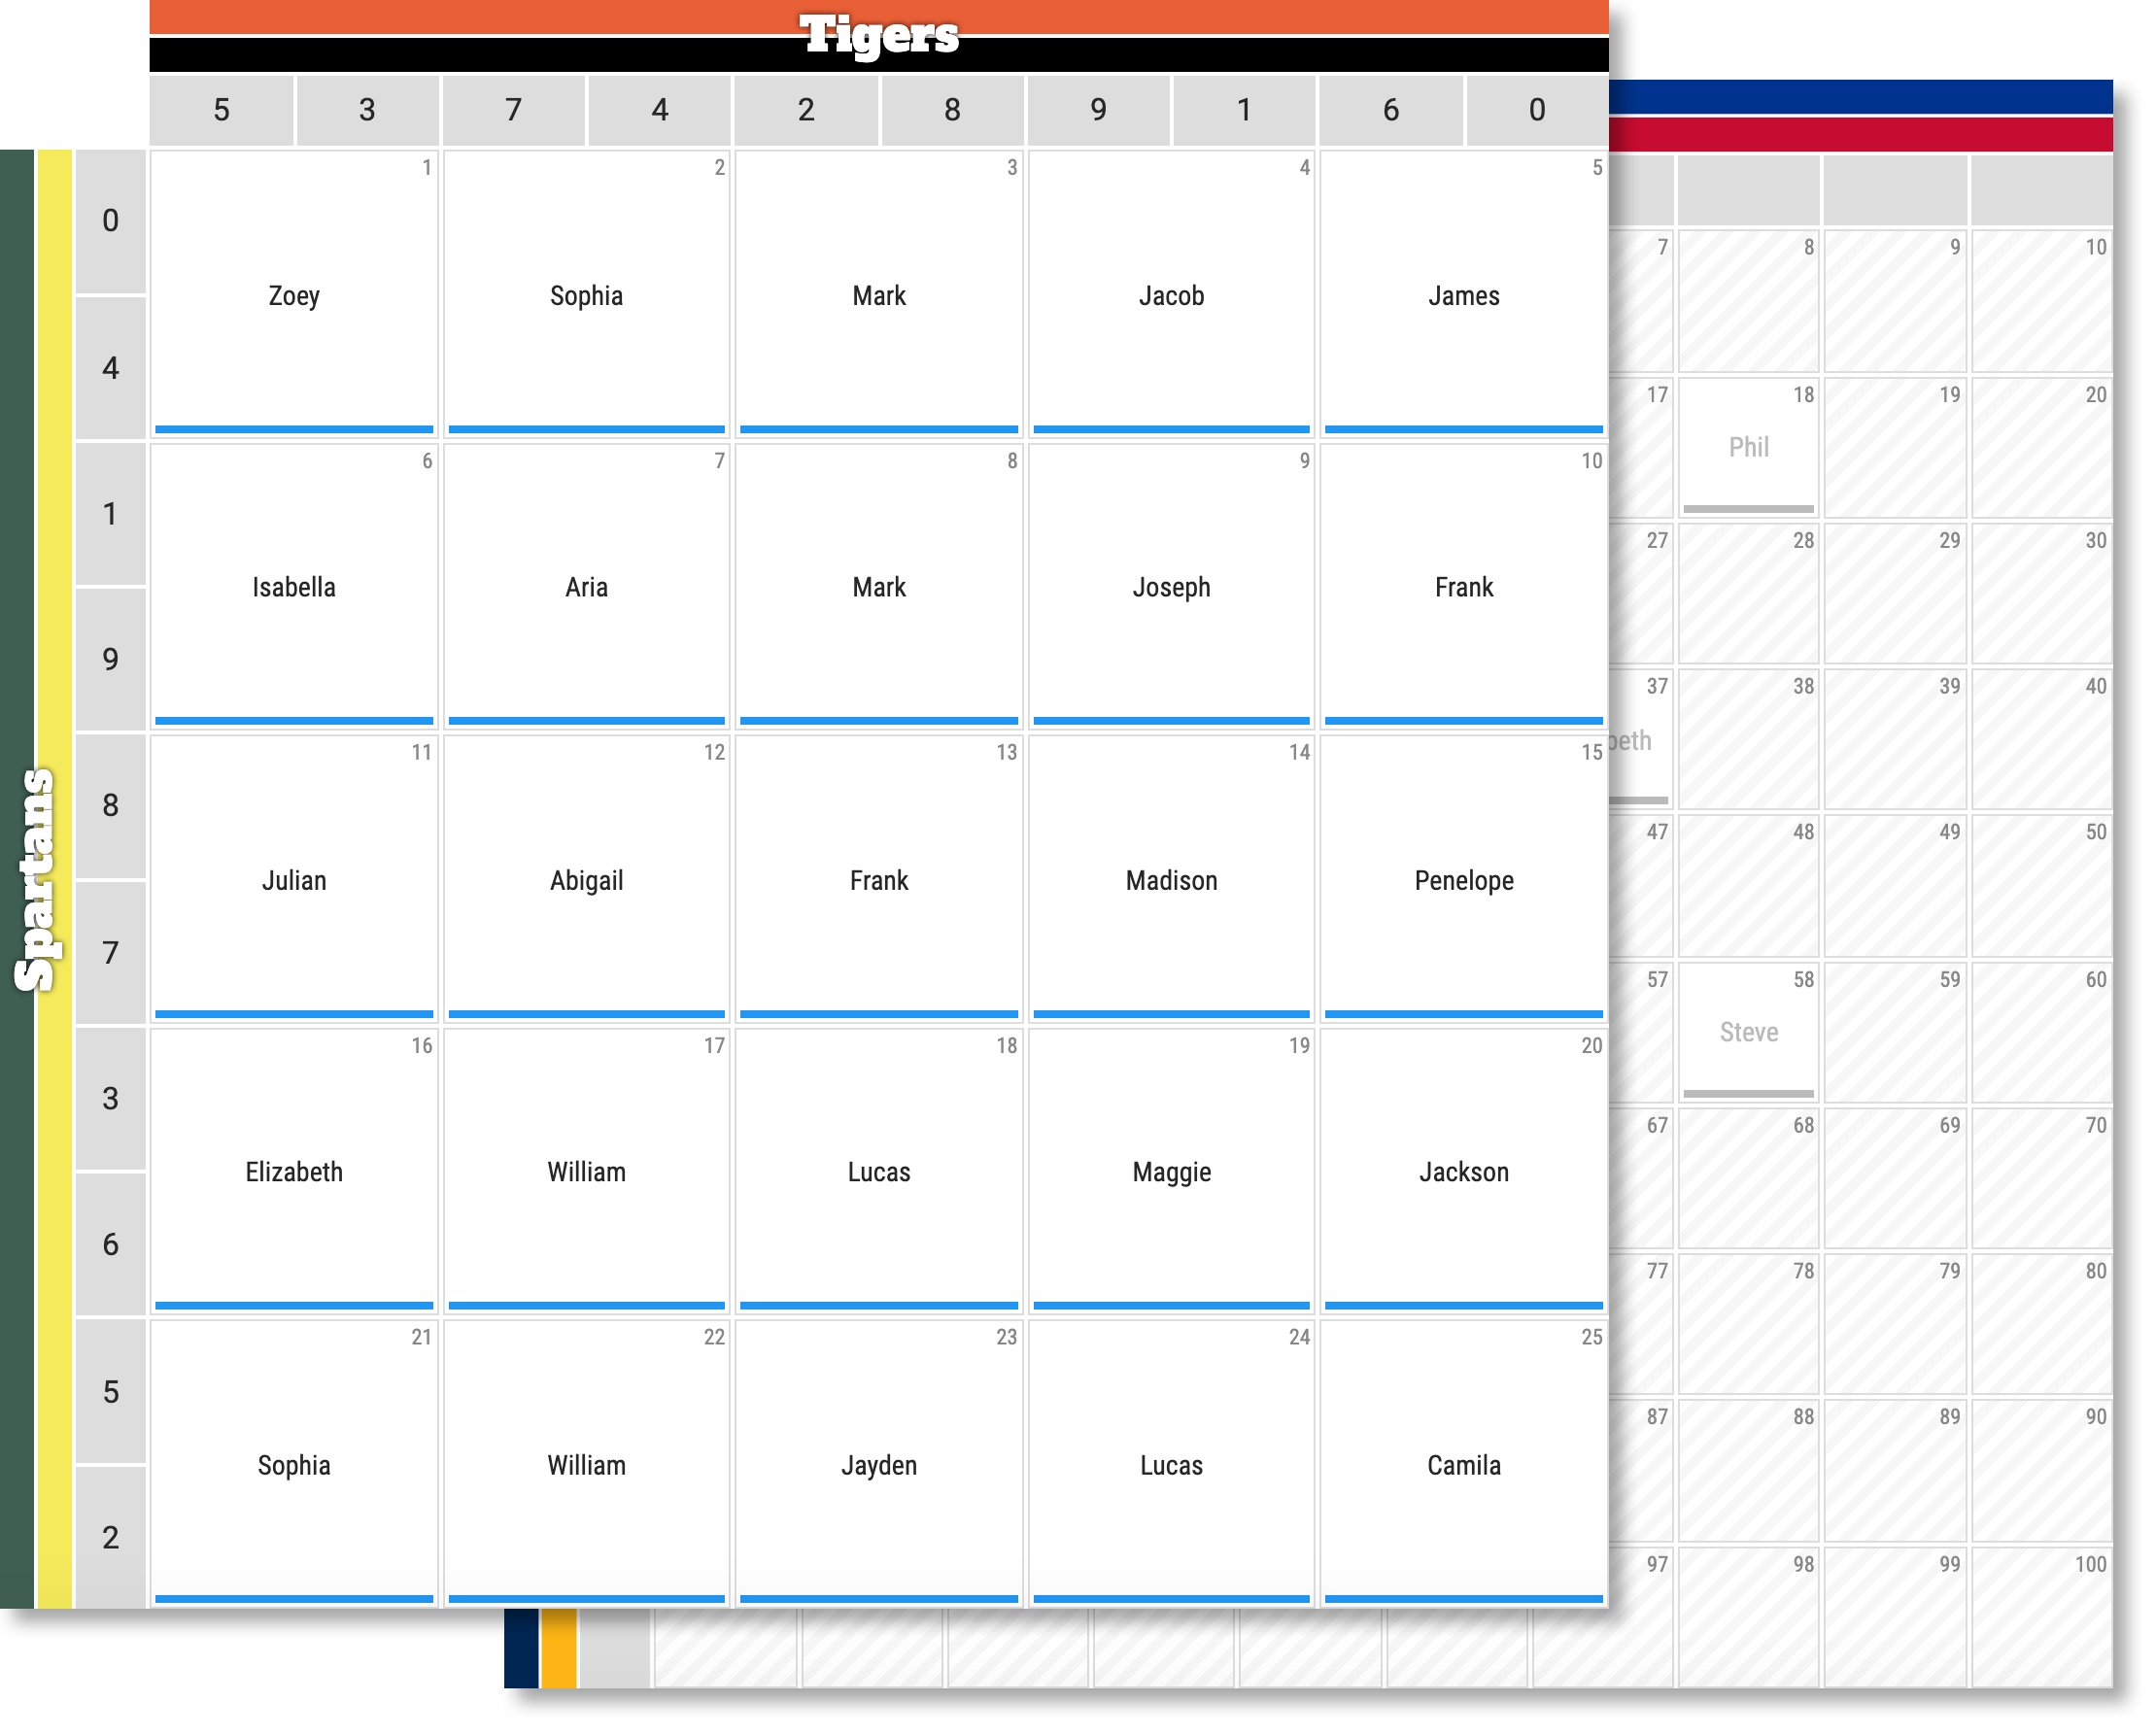 Tigers
5 3 7 4 2 8 9 1 6 0
Spartans
0 4 1 9 8 7 3 6 5 2
1 2 3 4 5
Zoey Sophia Mark Jacob James
6 7 8 9 10
Isabella Aria Mark Joseph Frank
11 12 13 14 15
Julian Abigail Frank Madison Penelope
16 17 18 19 20
Elizabeth William Lucas Maggie Jackson
21 22 23 24 25
Sophia William Jayden Lucas Camila
7 8 9 10
17 18 19 20
Phil
27 28 29 30
37 38 39 40
beth
47 48 49 50
57 58 59 60
Steve
67 68 69 70
77 78 79 80
87 88 89 90
97 98 99 100